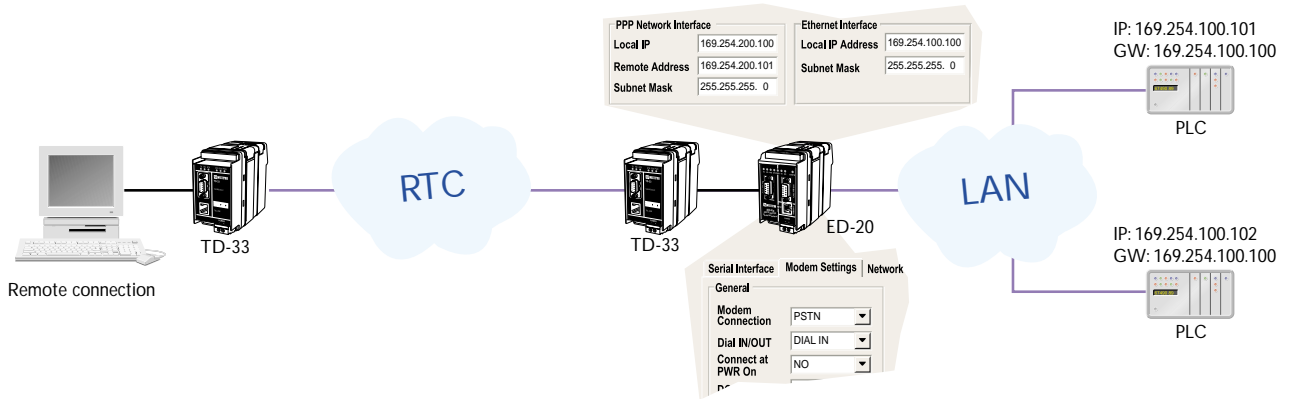 PPP Network Interface
Local IP 169.254.200.100
Remote Address 169.254.200.101
Subnet Mask 255.255.255. 0
Ethernet Interface
Local IP Address 169.254.100.100
Subnet Mask 255.255.255. 0
IP: 169.254.100.101
GW: 169.254.100.100
PLC
RTC
LAN
TD-33
TD-33
ED-20
Remote connection
IP: 169.254.100.102
GW: 169.254.100.100
PLC
Serial Interface Modem Settings Network
General
Modem Connection PSTN
Dial IN/OUT DIAL IN
Connect at PWR On NO